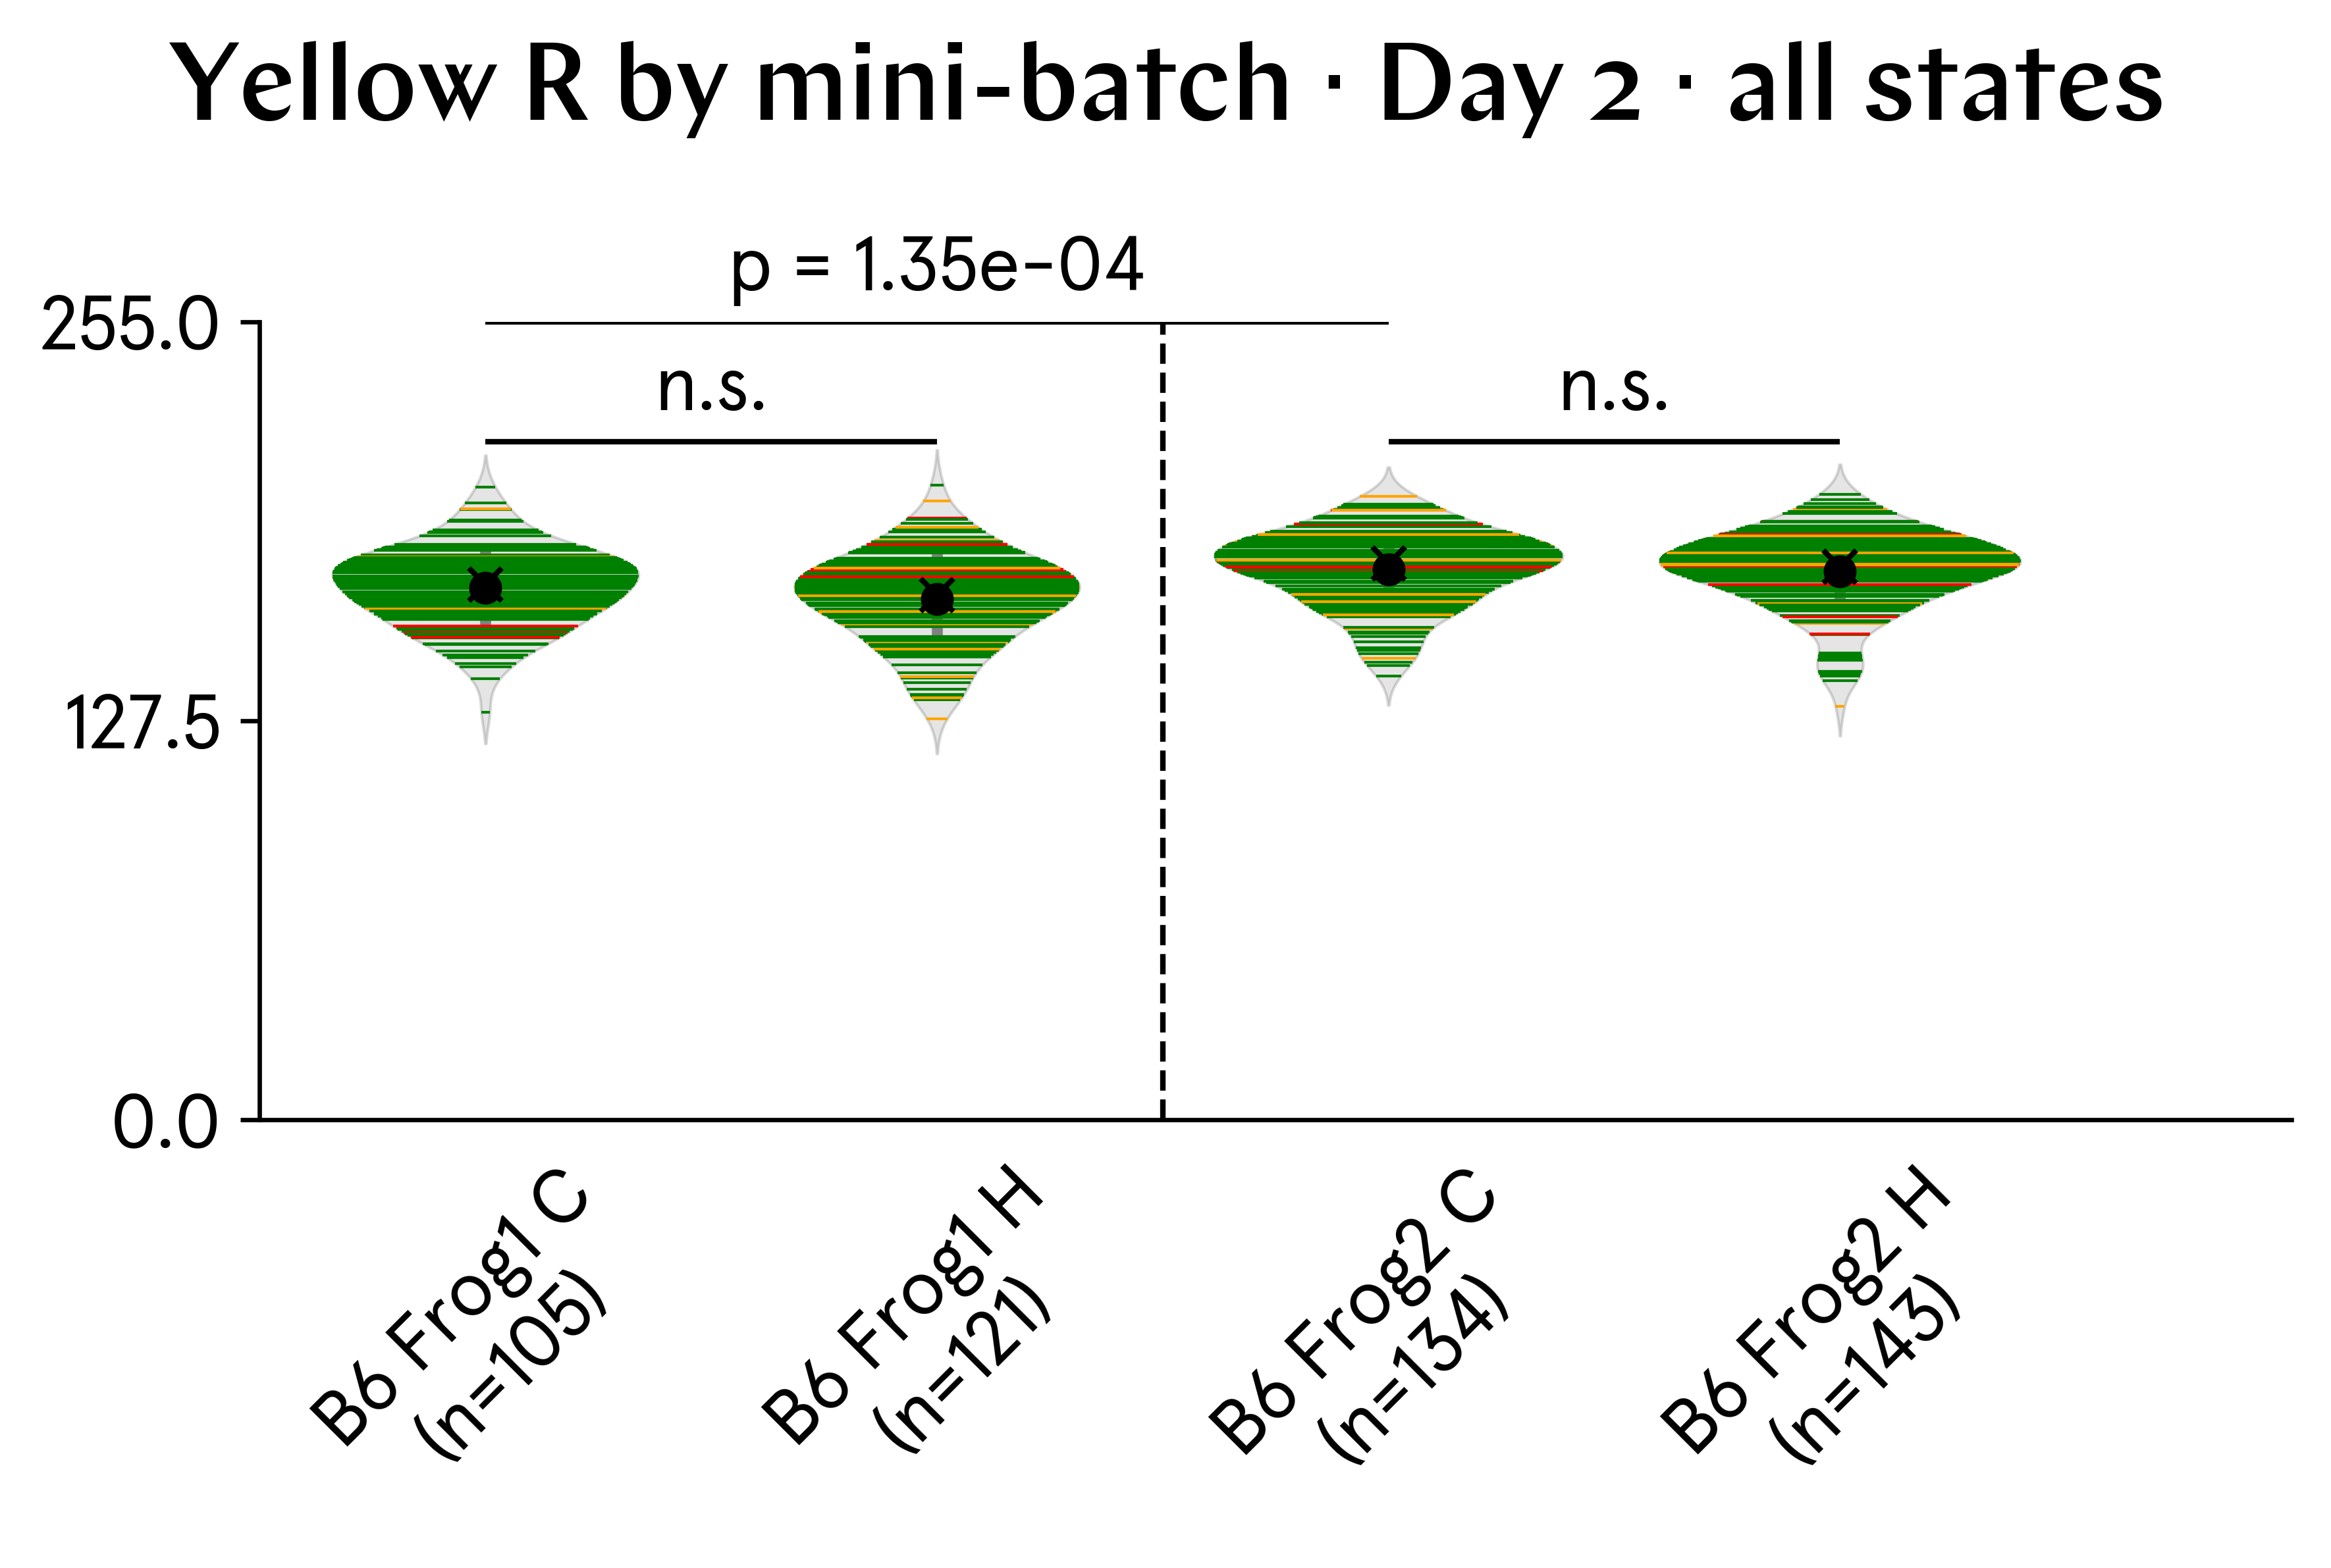 Yellow R by mini-batch · Day 2 · all states
p = 1.35e−04
255.0
n.s.
n.s.
127.5
0.0
B6 Frog1 C
(n=105)
B6 Frog1 H
(n=121)
B6 Frog2 C
(n=134)
B6 Frog2 H
(n=143)